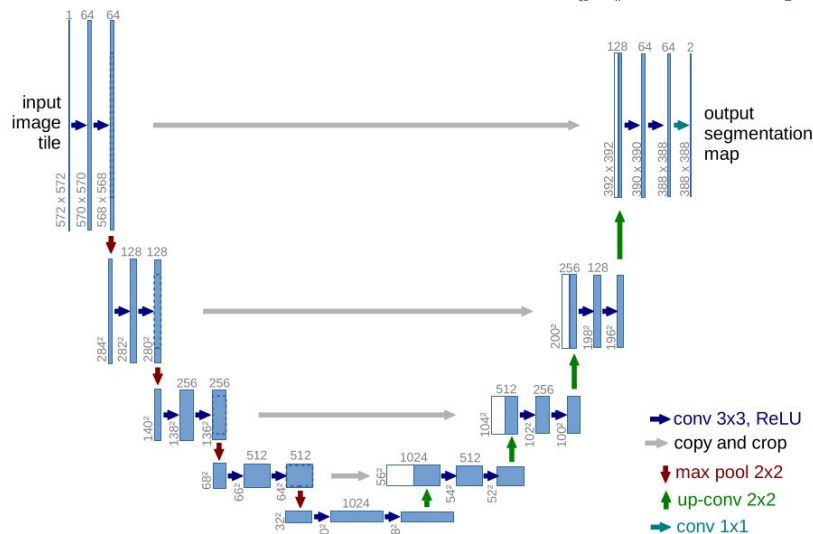 1 64 64
128 64 64 2
input
image
tile
output
segmentation
map
572 x 572
570 x 570
568 x 568
392 x 392
390 x 390
388 x 388
388 x 388
128 128
256 128
284²
282²
280²
200²
198²
196²
256 256
512 256
140²
138²
136²
104²
102²
100²
512 512
1024 512
68²
66²
64²
56²
54²
52²
1024
32²
conv 3x3, ReLU
copy and crop
max pool 2x2
up-conv 2x2
conv 1x1